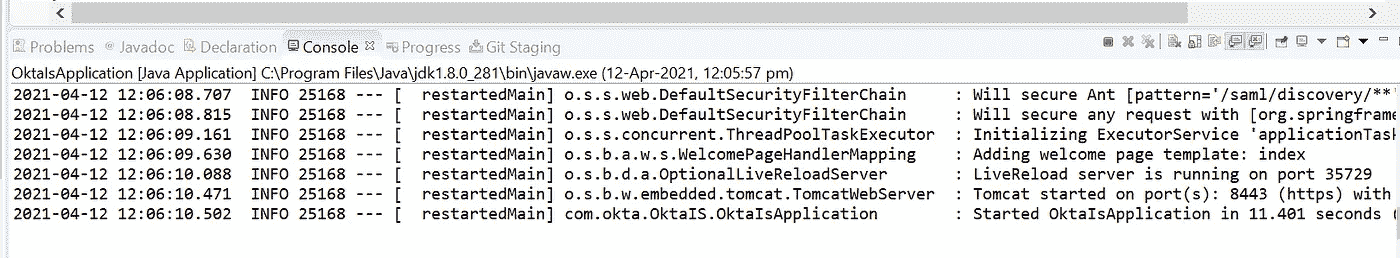 Problems Javadoc Declaration Console Progress Git Staging
OktaIsApplication [Java Application] C:\Program Files\Java\jdk1.8.0_281\bin\javaw.exe (12-Apr-2021, 12:05:57 pm)
2021-04-12 12:06:08.707  INFO 25168 --- [  restartedMain] o.s.s.web.DefaultSecurityFilterChain     : Will secure Ant [pattern='/saml/discovery/**'
2021-04-12 12:06:08.815  INFO 25168 --- [  restartedMain] o.s.s.web.DefaultSecurityFilterChain     : Will secure any request with [org.springframe
2021-04-12 12:06:09.161  INFO 25168 --- [  restartedMain] o.s.s.concurrent.ThreadPoolTaskExecutor  : Initializing ExecutorService 'applicationTask
2021-04-12 12:06:09.630  INFO 25168 --- [  restartedMain] o.s.b.a.w.s.WelcomePageHandlerMapping    : Adding welcome page template: index
2021-04-12 12:06:10.088  INFO 25168 --- [  restartedMain] o.s.b.d.a.OptionalLiveReloadServer       : LiveReload server is running on port 35729
2021-04-12 12:06:10.471  INFO 25168 --- [  restartedMain] o.s.b.w.embedded.tomcat.TomcatWebServer  : Tomcat started on port(s): 8443 (https) with
2021-04-12 12:06:10.502  INFO 25168 --- [  restartedMain] com.okta.OktaIS.OktaIsApplication        : Started OktaIsApplication in 11.401 seconds (